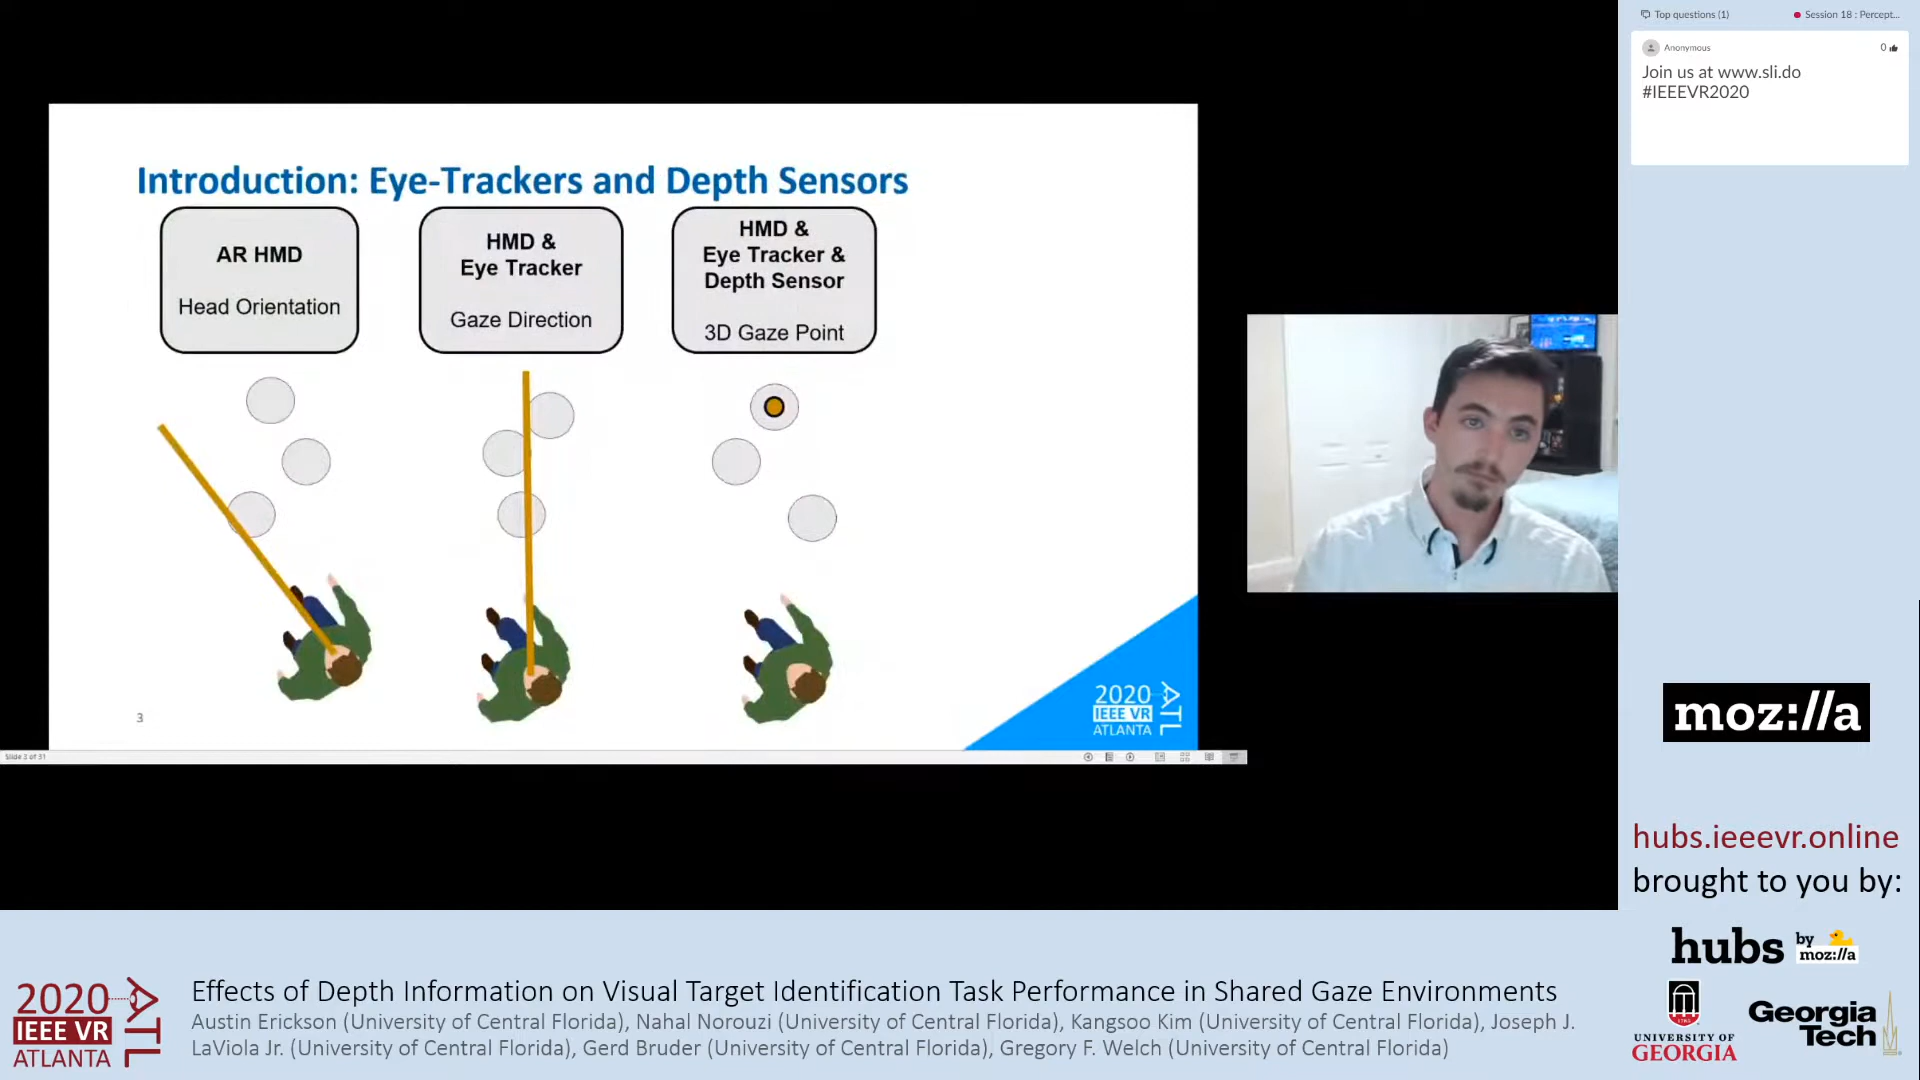 Top questions (1)
Session 18 : Percept...
Anonymous
0
Join us at www.sli.do
#IEEEVR2020
Introduction: Eye-Trackers and Depth Sensors
AR HMD
Head Orientation
HMD &
Eye Tracker
Gaze Direction
HMD &
Eye Tracker &
Depth Sensor
3D Gaze Point
3
2020
IEEE VR
ATLANTA
ATL
Slide 3 of 31
moz://a
hubs.ieeevr.online
brought to you by:
hubs by moz://a
UNIVERSITY OF
GEORGIA
Georgia
Tech
2020
IEEE VR
ATLANTA
ATL
Effects of Depth Information on Visual Target Identification Task Performance in Shared Gaze Environments
Austin Erickson (University of Central Florida), Nahal Norouzi (University of Central Florida), Kangsoo Kim (University of Central Florida), Joseph J.
LaViola Jr. (University of Central Florida), Gerd Bruder (University of Central Florida), Gregory F. Welch (University of Central Florida)